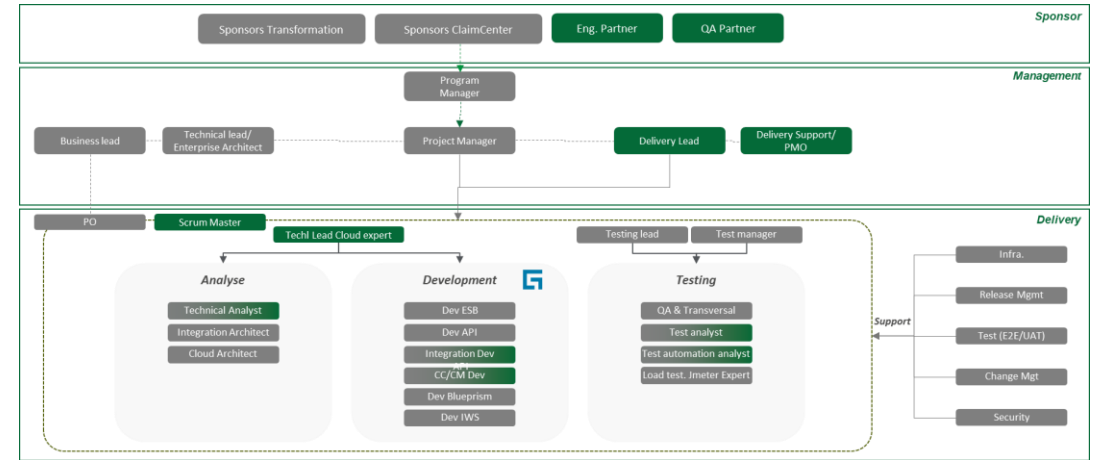 Sponsor
Sponsors Transformation
Sponsors ClaimCenter
Eng. Partner
QA Partner
Management
Program
Manager
Business lead
Technical lead/
Enterprise Architect
Project Manager
Delivery Lead
Delivery Support/
PMO
Delivery
PO
Scrum Master
Techl Lead Cloud expert
Testing lead
Test manager
Analyse
Technical Analyst
Integration Architect
Cloud Architect
Development
Dev ESB
Dev API
Integration Dev
API
CC/CM Dev
Dev Blueprism
Dev IWS
Testing
QA & Transversal
Test analyst
Test automation analyst
Load test. Jmeter Expert
Support
Infra.
Release Mgmt
Test (E2E/UAT)
Change Mgt
Security